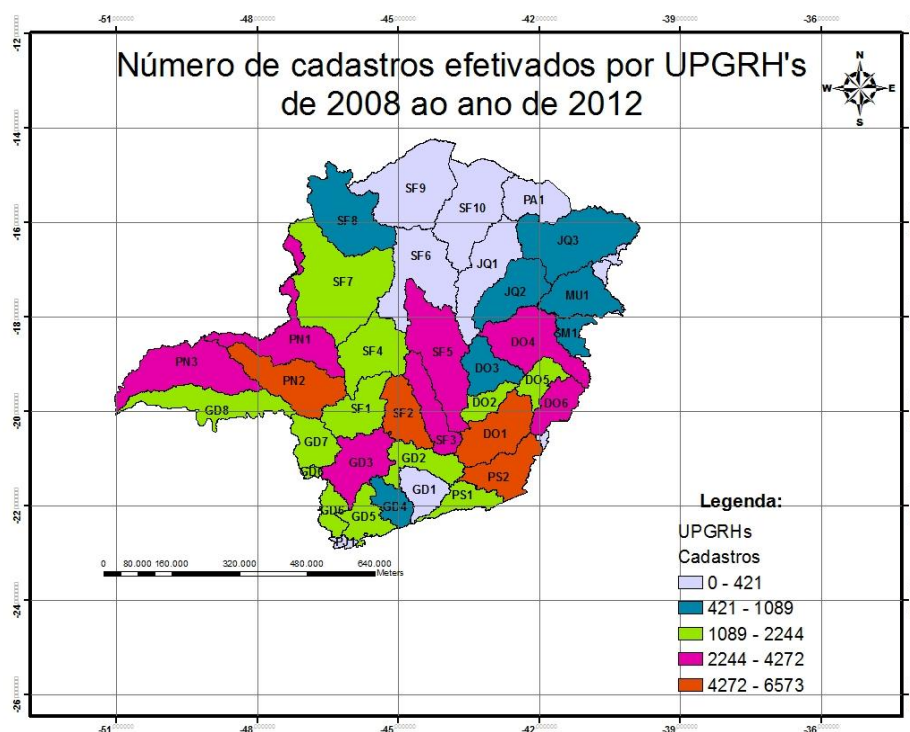 -51 -48 -45 -42 -39 -36
Número de cadastros efetivados por UPGRH's
de 2008 ao ano de 2012
N
W E
S
-12
-14
-16
-18
-20
-22
-24
-26
SF9
SF10
PA1
SF8
JQ3
SF6
JQ1
SF7
JQ2
MU1
SM1
PN1
DO4
SF4
SF5
PN3
DO3
PN2
DO5
GD8
SF1
SF2
DO2
DO6
DO1
SF3
GD7
GD3
GD2
PS2
GD1
PS1
GD4
GD5
Legenda:
UPGRHs
Cadastros
0 - 421
421 - 1089
1089 - 2244
2244 - 4272
4272 - 6573
0 80.000 160.000 320.000 480.000 640.000
Meters
-51 -48 -45 -42 -39 -36